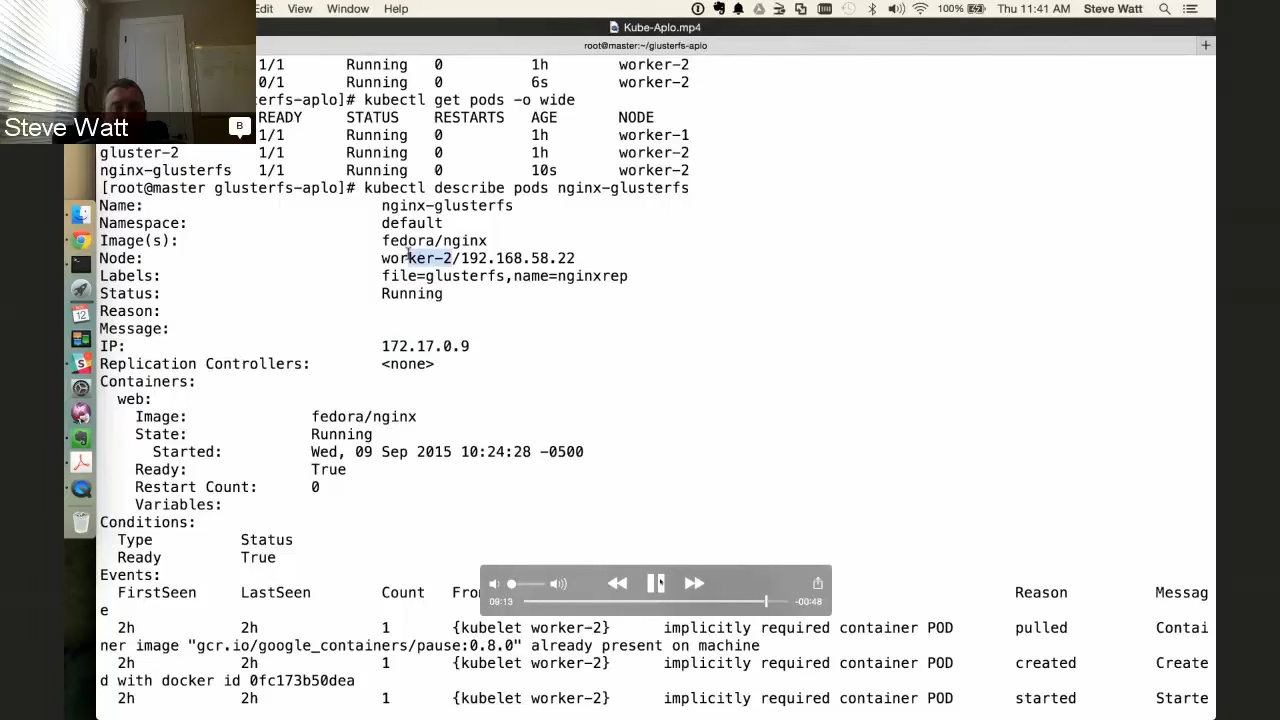 Edit View Window Help 100% Thu 11:41 AM Steve Watt
Kube-Aplo.mp4
root@master:~/glusterfs-aplo
1/1 Running 0 1h worker-2
0/1 Running 0 6s worker-2
erfs-aplo]# kubectl get pods -o wide
READY STATUS RESTARTS AGE NODE
Steve Watt B
1/1 Running 0 1h worker-1
gluster-2 1/1 Running 0 1h worker-2
nginx-glusterfs 1/1 Running 0 10s worker-2
[root@master glusterfs-aplo]# kubectl describe pods nginx-glusterfs
Name: nginx-glusterfs
Namespace: default
Image(s): fedora/nginx
Node: worker-2/192.168.58.22
Labels: file=glusterfs,name=nginxrep
Status: Running
Reason:
Message:
IP: 172.17.0.9
Replication Controllers: <none>
Containers:
web:
Image: fedora/nginx
State: Running
Started: Wed, 09 Sep 2015 10:24:28 -0500
Ready: True
Restart Count: 0
Variables:
Conditions:
Type Status
Ready True
Events:
FirstSeen LastSeen Count Fro Reason Messag
e
09:13 -00:48
2h 2h 1 {kubelet worker-2} implicitly required container POD pulled Contai
ner image "gcr.io/google_containers/pause:0.8.0" already present on machine
2h 2h 1 {kubelet worker-2} implicitly required container POD created Create
d with docker id 0fc173b50dea
2h 2h 1 {kubelet worker-2} implicitly required container POD started Starte